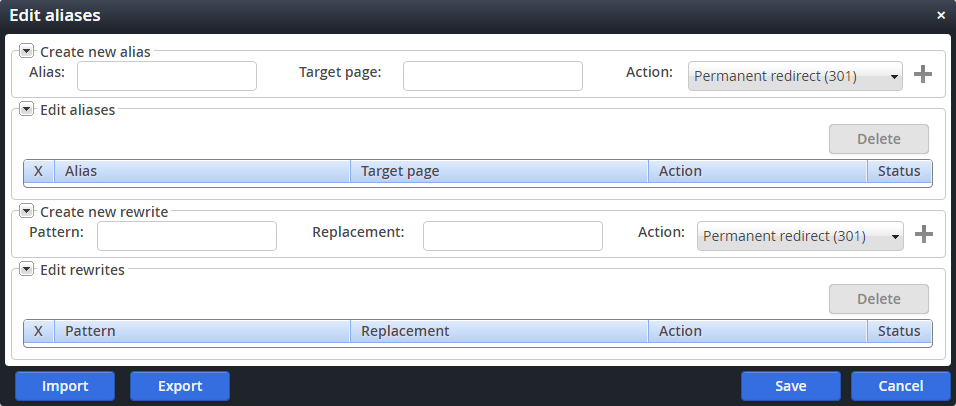 Edit aliases ×
Create new alias
Alias: Target page: Action: Permanent redirect (301)
Edit aliases
Delete
X Alias Target page Action Status
Create new rewrite
Pattern: Replacement: Action: Permanent redirect (301)
Edit rewrites
Delete
X Pattern Replacement Action Status
Import Export Save Cancel